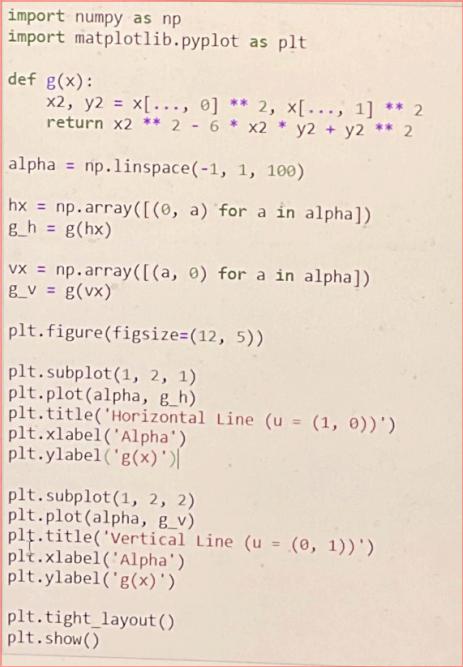 import numpy as np
import matplotlib.pyplot as plt
def g(x):
    x2, y2 = x[..., 0] ** 2, x[..., 1] ** 2
    return x2 ** 2 - 6 * x2 * y2 + y2 ** 2
alpha = np.linspace(-1, 1, 100)
hx = np.array([(0, a) for a in alpha])
g_h = g(hx)
vx = np.array([(a, 0) for a in alpha])
g_v = g(vx)
plt.figure(figsize=(12, 5))
plt.subplot(1, 2, 1)
plt.plot(alpha, g_h)
plt.title('Horizontal Line (u = (1, 0))')
plt.xlabel('Alpha')
plt.ylabel('g(x)')
plt.subplot(1, 2, 2)
plt.plot(alpha, g_v)
plt.title('Vertical Line (u = (0, 1))')
plt.xlabel('Alpha')
plt.ylabel('g(x)')
plt.tight_layout()
plt.show()